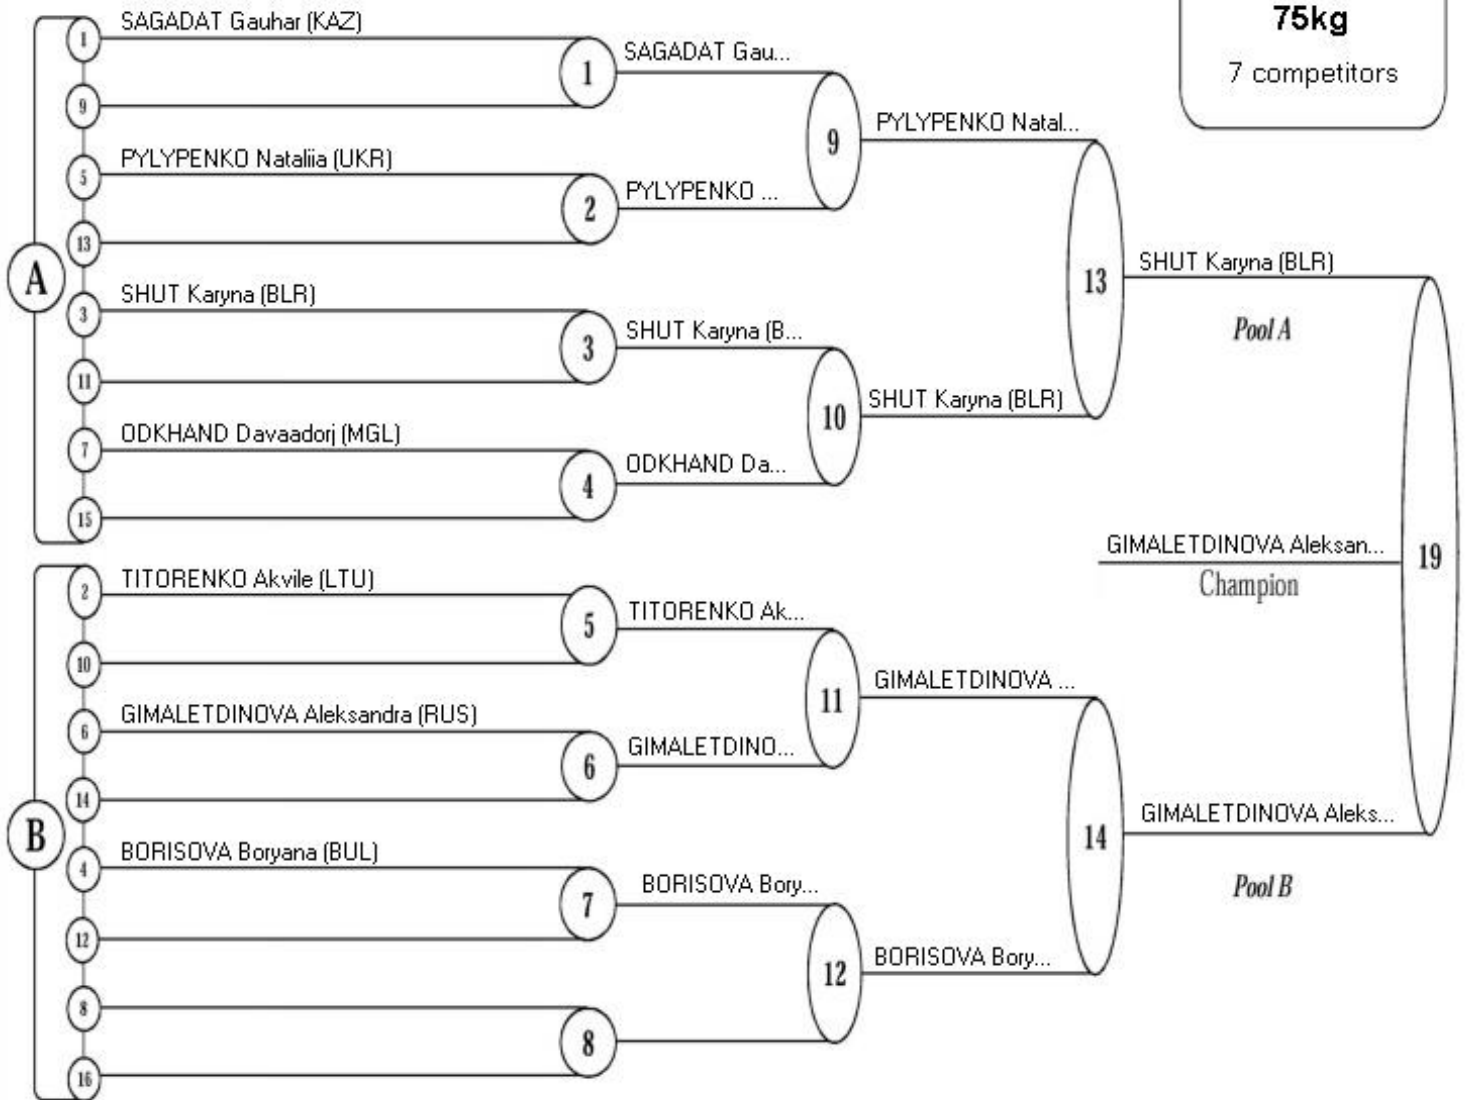 75kg
7 competitors
A
1
SAGADAT Gauhar (KAZ)
9
1
SAGADAT Gau...
5
PYLYPENKO Nataliia (UKR)
13
2
PYLYPENKO ...
9
PYLYPENKO Natal...
3
SHUT Karyna (BLR)
11
3
SHUT Karyna (B...
7
ODKHAND Davaadorj (MGL)
15
4
ODKHAND Da...
10
SHUT Karyna (BLR)
13
SHUT Karyna (BLR)
Pool A
B
2
TITORENKO Akvile (LTU)
10
5
TITORENKO Ak...
6
GIMALETDINOVA Aleksandra (RUS)
14
6
GIMALETDINO...
11
GIMALETDINOVA ...
4
BORISOVA Boryana (BUL)
12
7
BORISOVA Bory...
8
16
8
12
BORISOVA Bory...
14
GIMALETDINOVA Aleks...
Pool B
19
GIMALETDINOVA Aleksan...
Champion